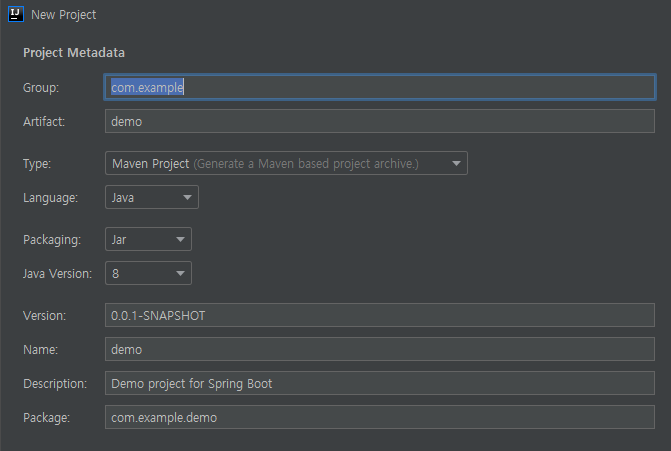 IJ New Project
Project Metadata
Group: com.example
Artifact: demo
Type: Maven Project (Generate a Maven based project archive.)
Language: Java
Packaging: Jar
Java Version: 8
Version: 0.0.1-SNAPSHOT
Name: demo
Description: Demo project for Spring Boot
Package: com.example.demo